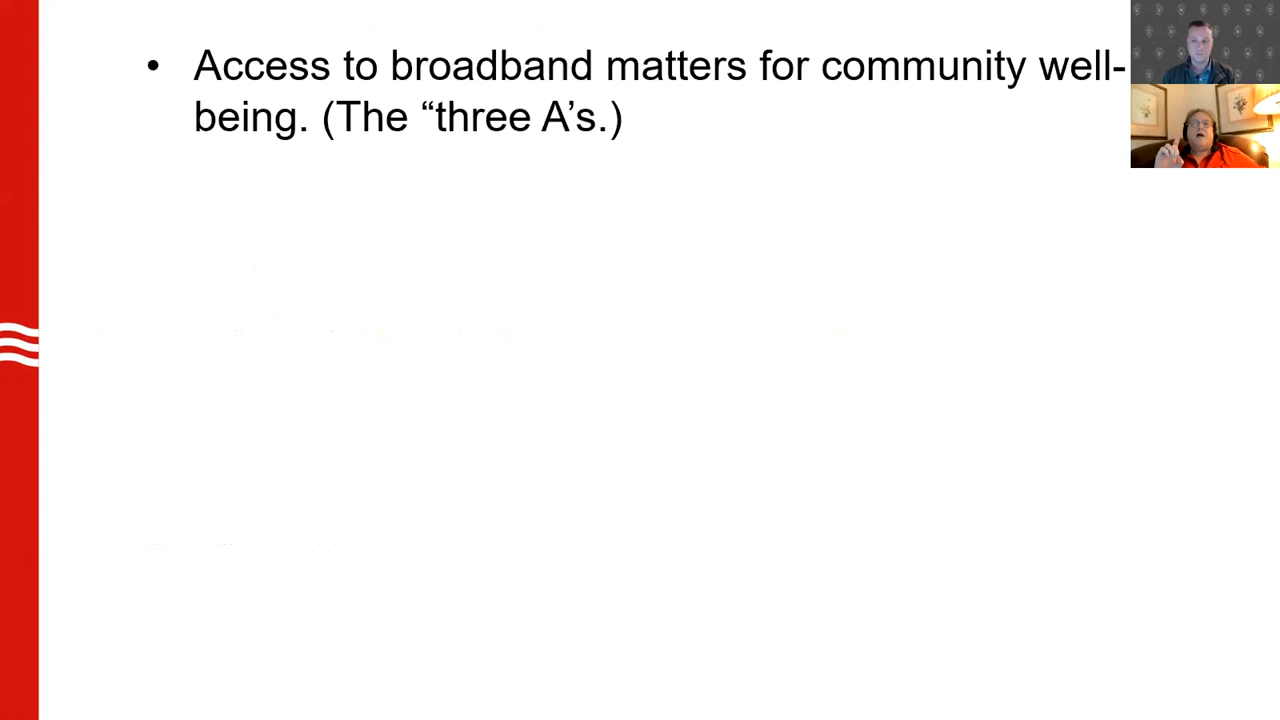 • Access to broadband matters for community well-
being. (The “three A’s.)